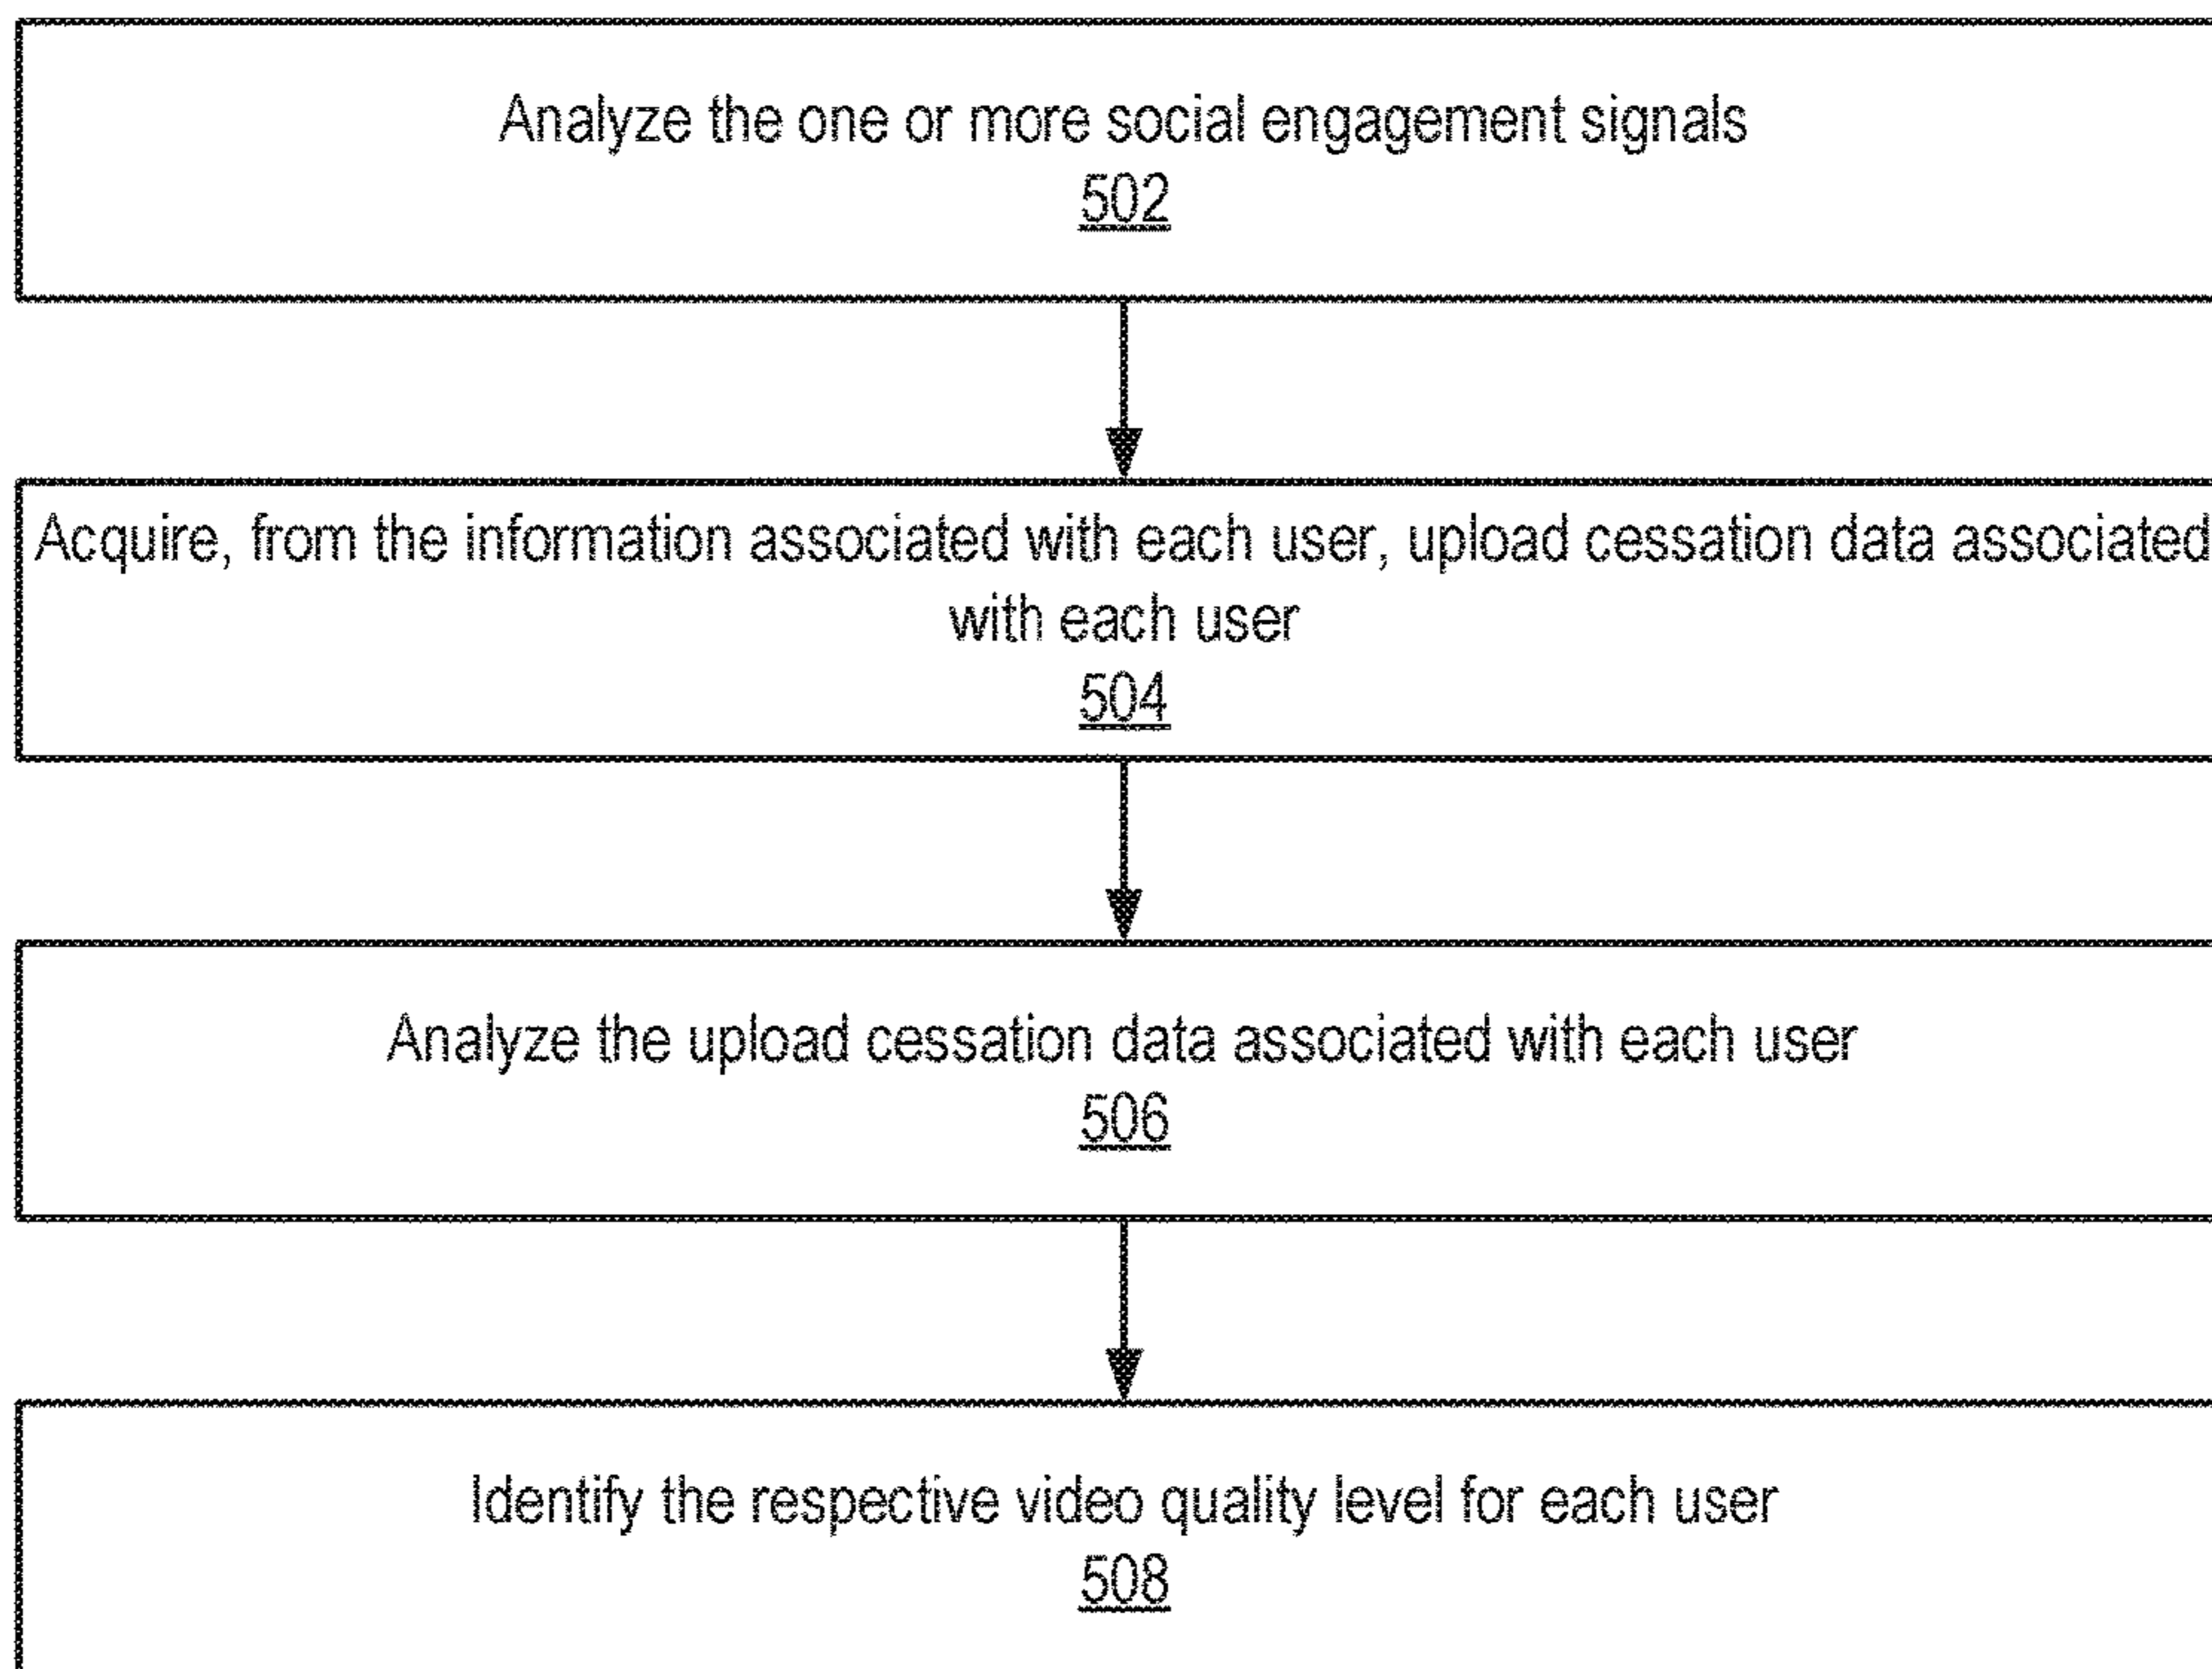 Analyze the one or more social engagement signals
502
Acquire, from the information associated with each user, upload cessation data associated
with each user
504
Analyze the upload cessation data associated with each user
506
Identify the respective video quality level for each user
508